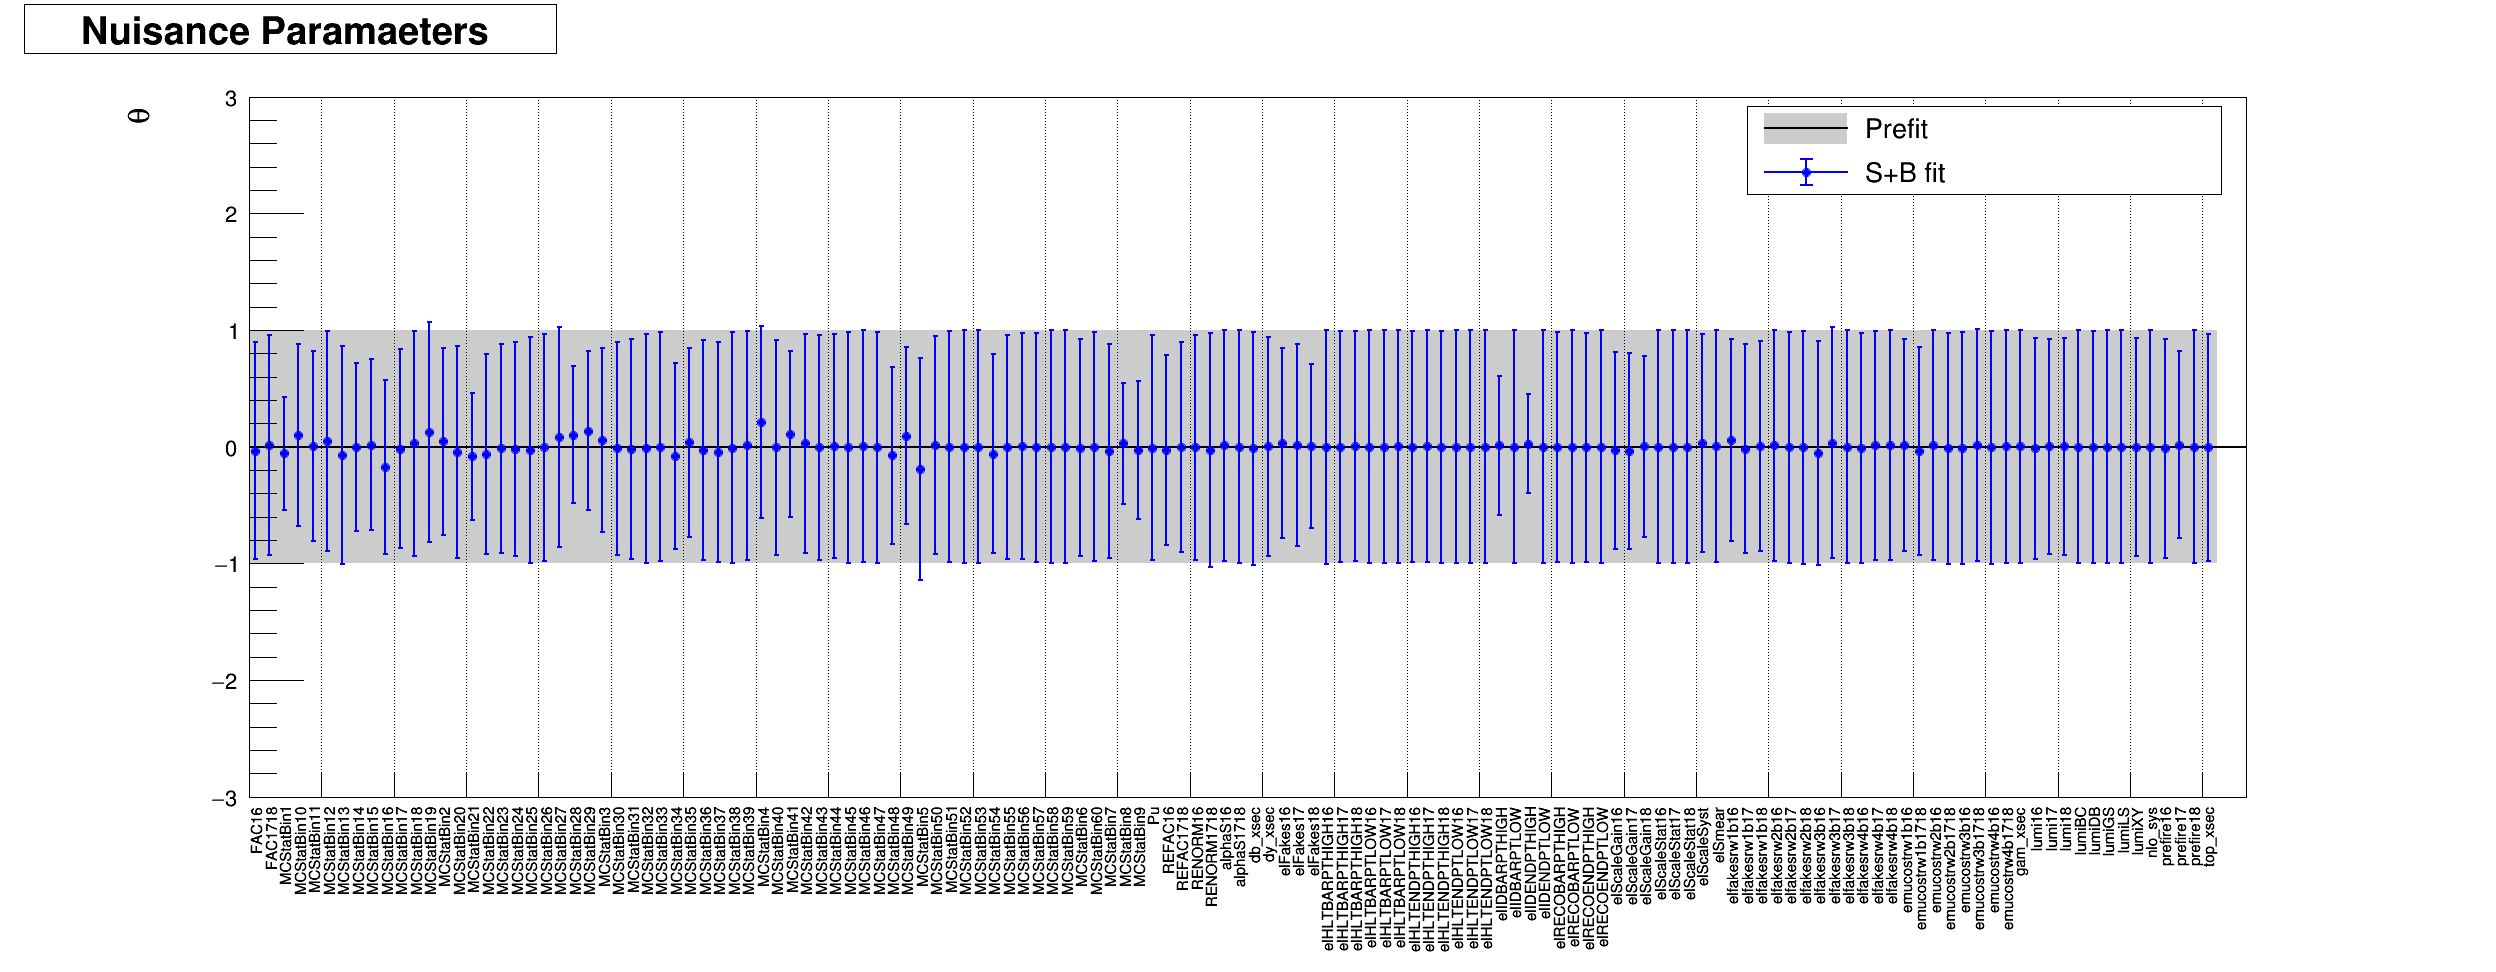 Nuisance Paramaeters
θ
3
2
1
0
−1
−2
−3
Prefit
S+B fit
FAC16
FAC1718
MCStatBin1
MCStatBin10
MCStatBin11
MCStatBin12
MCStatBin13
MCStatBin14
MCStatBin15
MCStatBin16
MCStatBin17
MCStatBin18
MCStatBin19
MCStatBin2
MCStatBin20
MCStatBin21
MCStatBin22
MCStatBin23
MCStatBin24
MCStatBin25
MCStatBin26
MCStatBin27
MCStatBin28
MCStatBin29
MCStatBin3
MCStatBin30
MCStatBin31
MCStatBin32
MCStatBin33
MCStatBin34
MCStatBin35
MCStatBin36
MCStatBin37
MCStatBin38
MCStatBin39
MCStatBin4
MCStatBin40
MCStatBin41
MCStatBin42
MCStatBin43
MCStatBin44
MCStatBin45
MCStatBin46
MCStatBin47
MCStatBin48
MCStatBin49
MCStatBin5
MCStatBin50
MCStatBin51
MCStatBin52
MCStatBin53
MCStatBin54
MCStatBin55
MCStatBin56
MCStatBin57
MCStatBin58
MCStatBin59
MCStatBin6
MCStatBin60
MCStatBin7
MCStatBin8
MCStatBin9
Pu
REFAC16
REFAC1718
RENORM16
RENORM1718
alphaS16
alphaS1718
db_xsec
dy_xsec
elFakes16
elFakes17
elFakes18
elHLTBARPTHIGH16
elHLTBARPTHIGH17
elHLTBARPTHIGH18
elHLTBARPTLOW16
elHLTBARPTLOW17
elHLTBARPTLOW18
elHLTENDPTHIGH16
elHLTENDPTHIGH17
elHLTENDPTHIGH18
elHLTENDPTLOW16
elHLTENDPTLOW17
elHLTENDPTLOW18
elIDBARPTHIGH
elIDBARPTLOW
elIDENDPTHIGH
elIDENDPTLOW
elRECOBARPTHIGH
elRECOBARPTLOW
elRECOENDPTHIGH
elRECOENDPTLOW
elScaleGain16
elScaleGain17
elScaleGain18
elScaleStat16
elScaleStat17
elScaleStat18
elScaleSyst
elSmear
elfakesrw1b16
elfakesrw1b17
elfakesrw1b18
elfakesrw2b16
elfakesrw2b17
elfakesrw2b18
elfakesrw3b16
elfakesrw3b17
elfakesrw3b18
elfakesrw4b16
elfakesrw4b17
elfakesrw4b18
emucostrw1b16
emucostrw1b1718
emucostrw2b16
emucostrw2b1718
emucostrw3b16
emucostrw3b1718
emucostrw4b16
emucostrw4b1718
gam_xsec
lumi16
lumi17
lumi18
lumiBC
lumiDB
lumiGS
lumiLS
lumiXY
nlo_sys
prefire16
prefire17
prefire18
top_xsec